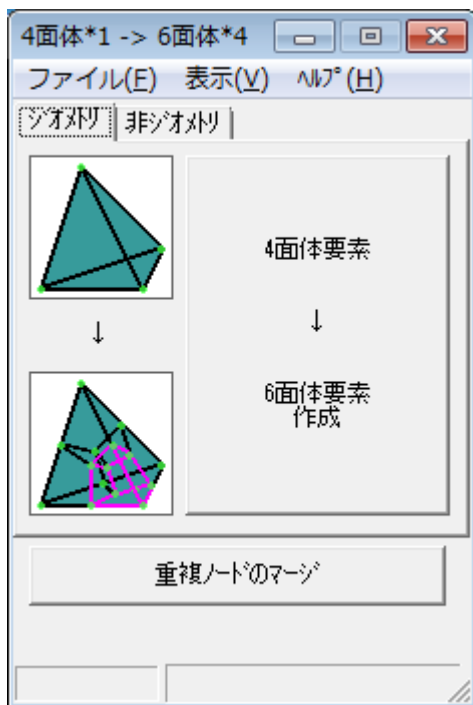 4面体*1 -> 6面体*4
ファイル(F) 表示(V) ﾍﾙﾌﾟ(H)
ｼﾞｵﾒﾄﾘ 非ｼﾞｵﾒﾄﾘ
4面体要素
↓
↓
6面体要素
作成
重複ﾉｰﾄﾞのﾏｰｼﾞ